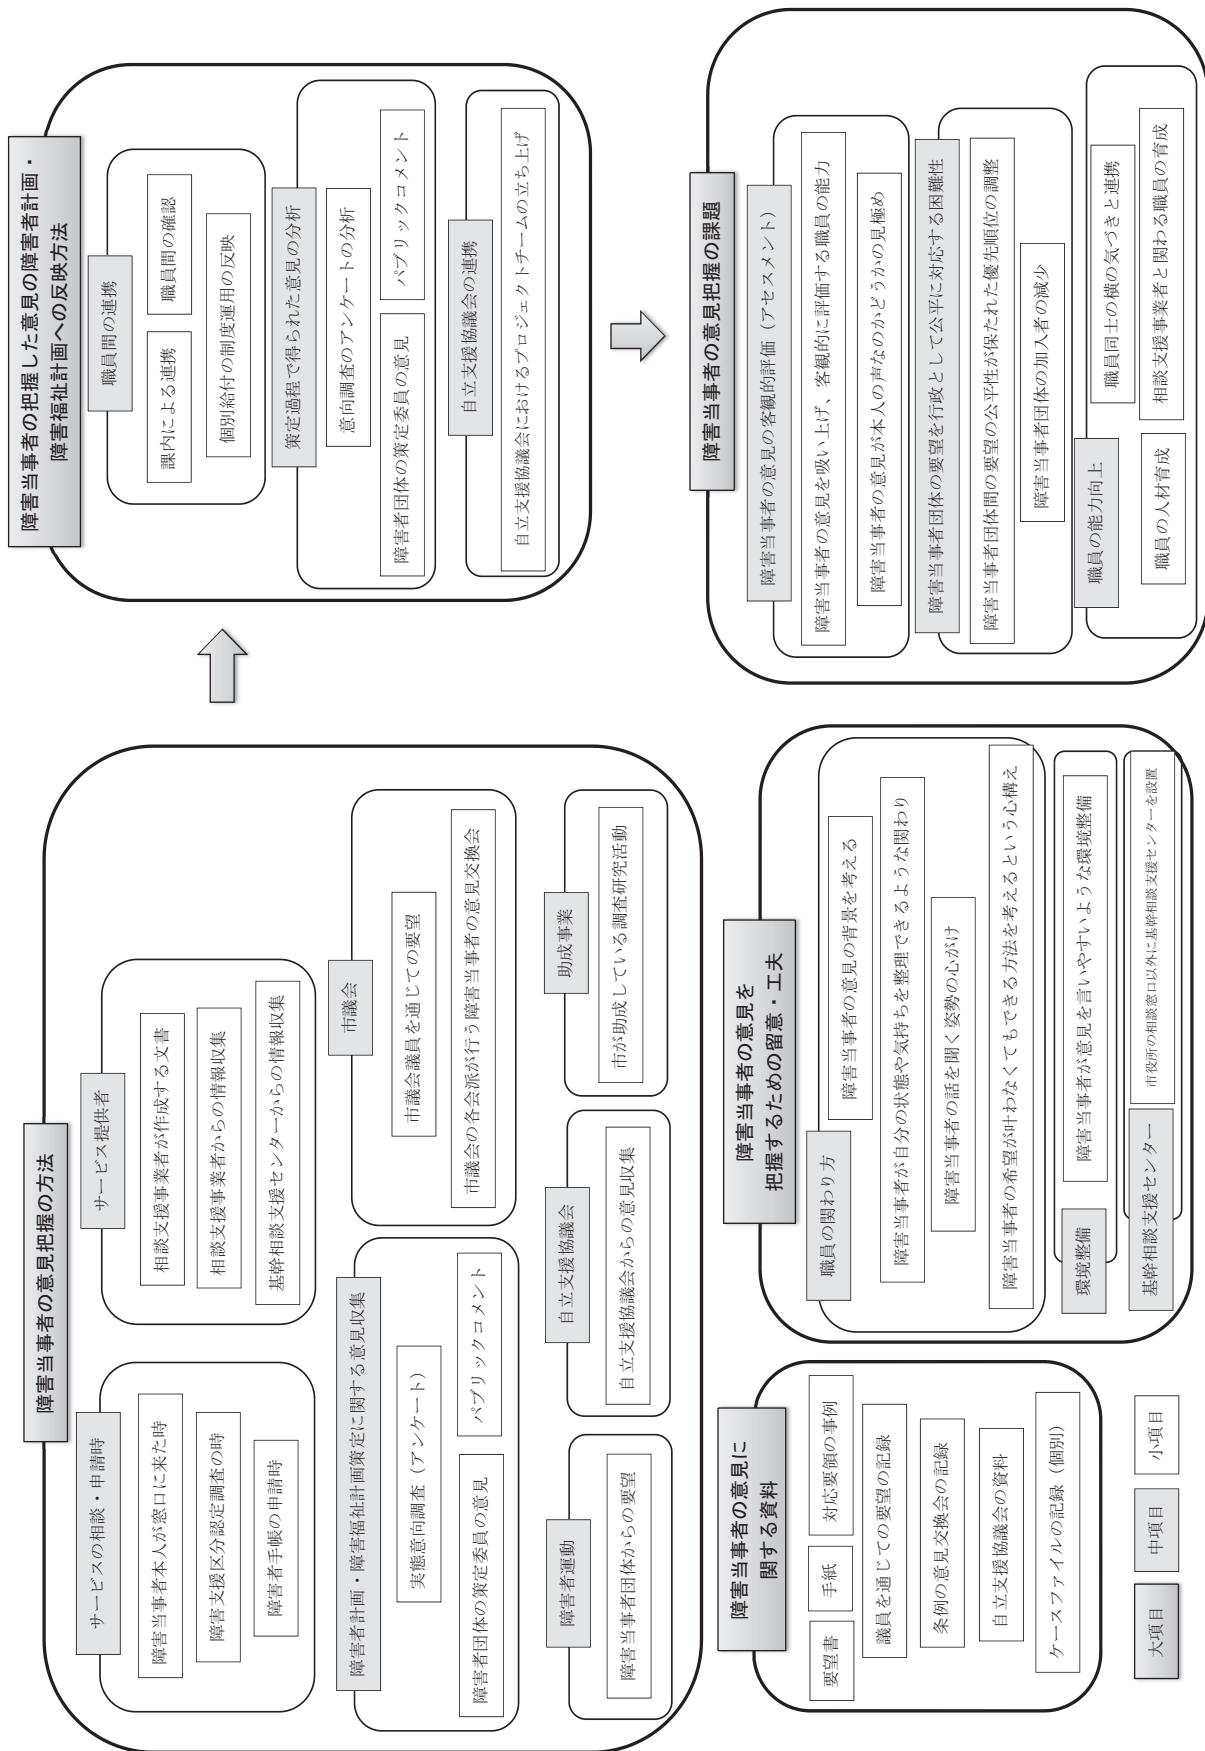 障害当事者の意見把握の方法
サービスの相談・申請時
障害当事者本人が窓口に来た時
障害支援区分認定調査の時
障害者手帳の申請時
サービス提供者
相談支援事業者が作成する文書
相談支援事業者からの情報収集
基幹相談支援センターからの情報収集
障害者計画・障害福祉計画策定に関する意見収集
実態意向調査（アンケート）
障害者団体の策定委員の意見
パブリックコメント
市議会
市議会議員を通じての要望
市議会の各会派が行う障害当事者の意見交換会
障害者運動
障害当事者団体からの要望
自立支援協議会
自立支援協議会からの意見収集
助成事業
市が助成している調査研究活動
障害当事者の把握した意見の障害者計画・
障害福祉計画への反映方法
職員間の連携
課内による連携
職員間の確認
個別給付の制度運用の反映
策定過程で得られた意見の分析
意向調査のアンケートの分析
障害者団体の策定委員の意見
パブリックコメント
自立支援協議会の連携
自立支援協議会におけるプロジェクトチームの立ち上げ
障害当事者の意見に
関する資料
要望書
手紙
対応要領の事例
議員を通じての要望の記録
条例の意見交換会の記録
自立支援協議会の資料
ケースファイルの記録（個別）
障害当事者の意見を
把握するための留意・工夫
職員の関わり方
障害当事者の意見の背景を考える
障害当事者が自分の状態や気持ちを整理できるような関わり
障害当事者の話を聞く姿勢の心がけ
障害当事者の希望が叶わなくてもできる方法を考えるという心構え
環境整備
障害当事者が意見を言いやすいような環境整備
基幹相談支援センター
市役所の相談窓口以外に基幹相談支援センターを設置
障害当事者の意見把握の課題
障害当事者の意見の客観的評価（アセスメント）
障害当事者の意見を吸い上げ、客観的に評価する職員の能力
障害当事者の意見が本人の声なのかどうかの見極め
障害当事者団体の要望を行政として公平に対応する困難性
障害当事者団体間の要望の公平性が保たれた優先順位の調整
障害当事者団体の加入者の減少
職員の能力向上
職員同士の横の気づきと連携
職員の人材育成
相談支援事業者と関わる職員の育成
大項目
中項目
小項目